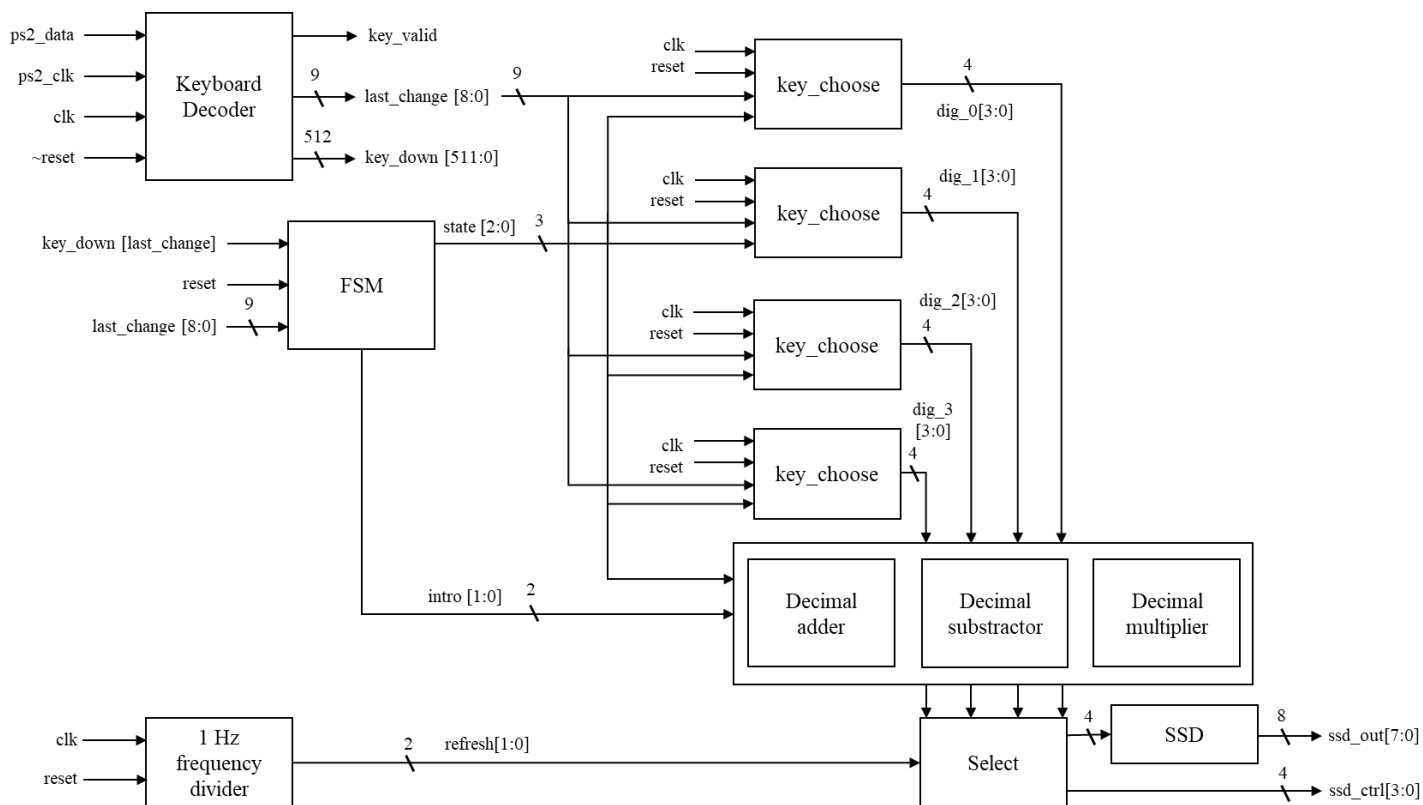 ps2_data
ps2_clk
clk
~reset
Keyboard
Decoder
key_valid
9
last_change [8:0]
9
512
key_down [511:0]
clk
reset
key_choose
4
dig_0[3:0]
clk
reset
key_choose
dig_1[3:0]
4
key_down [last_change]
reset
9
last_change [8:0]
FSM
state [2:0]
3
clk
reset
key_choose
dig_2[3:0]
4
clk
reset
key_choose
dig_3
[3:0]
4
intro [1:0]
2
Decimal
adder
Decimal
substractor
Decimal
multiplier
clk
reset
1 Hz
frequency
divider
2
refresh[1:0]
Select
4
SSD
8
ssd_out[7:0]
4
ssd_ctrl[3:0]